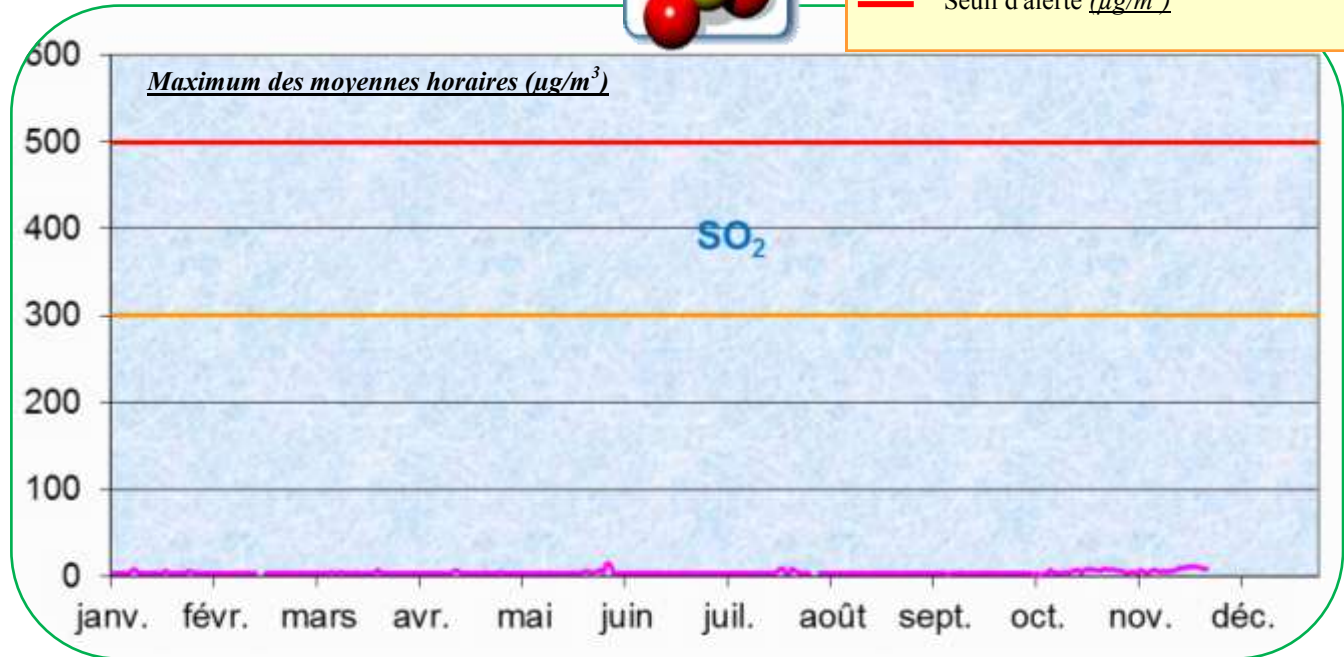 Seuil d'alerte (µg/m³)
Maximum des moyennes horaires (µg/m³)
600
500
400
300
200
100
0
SO₂
janv. févr. mars avr. mai juin juil. août sept. oct. nov. déc.